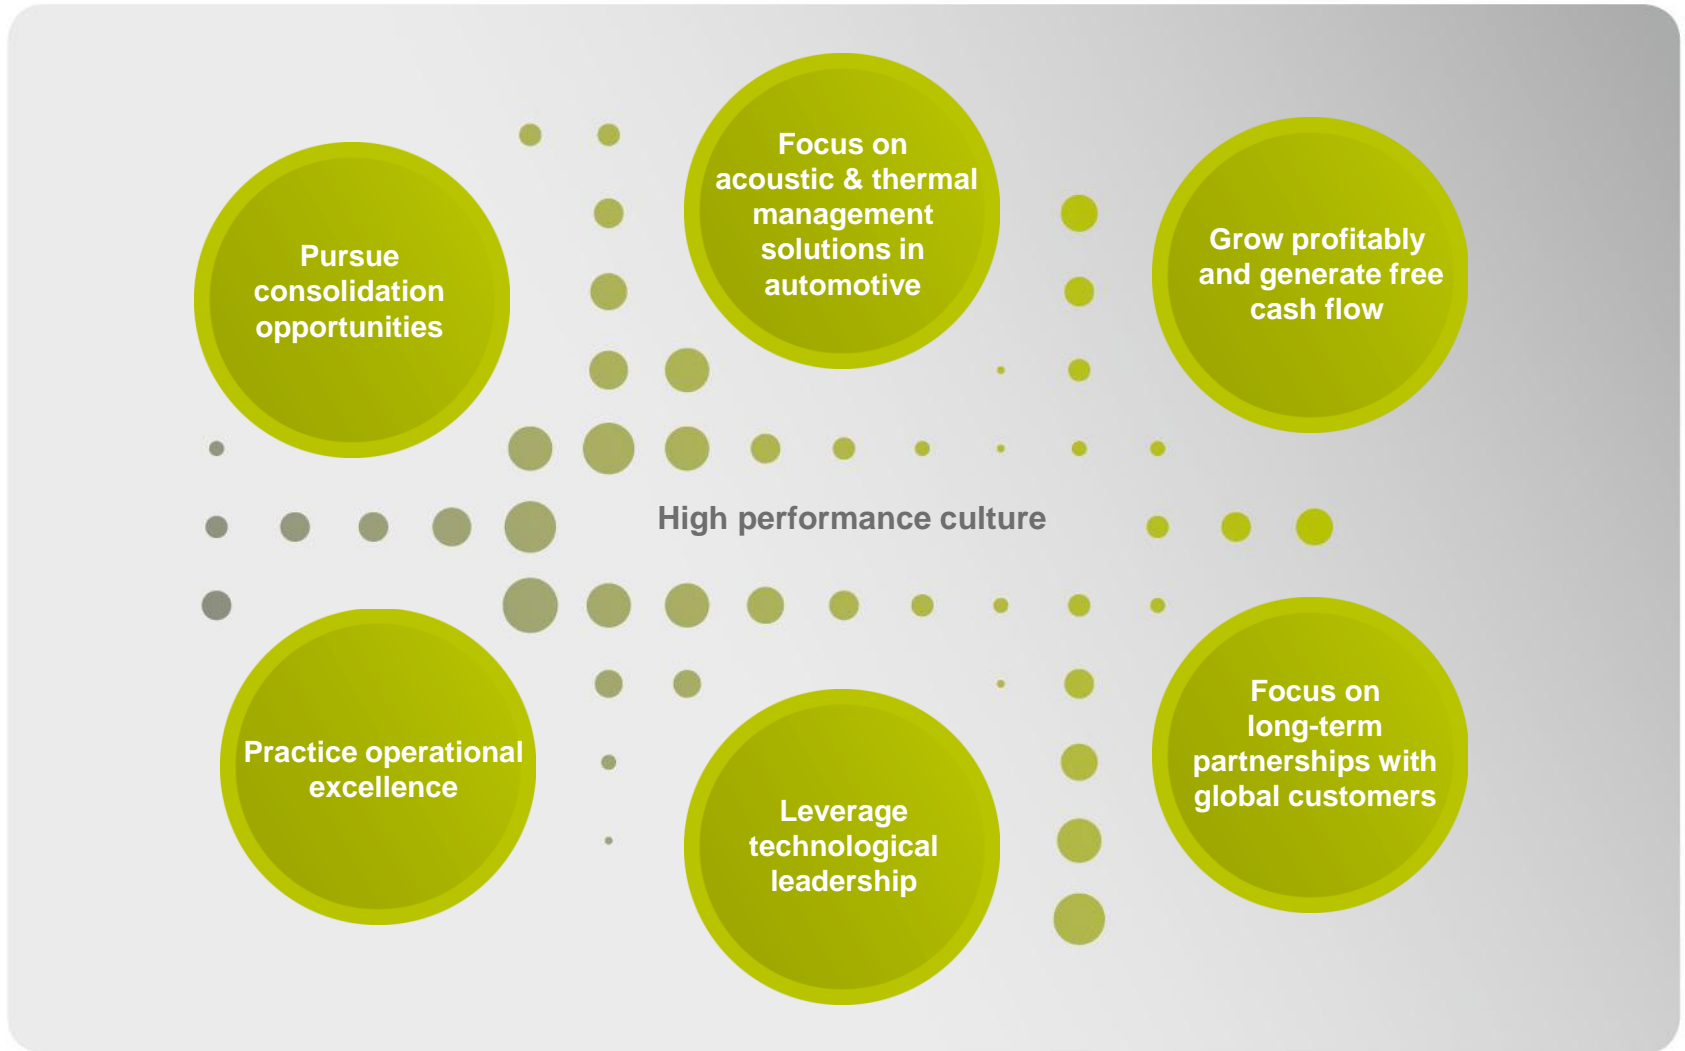 Focus on
acoustic & thermal
management
solutions in
automotive
Grow profitably
and generate free
cash flow
Pursue
consolidation
opportunities
High performance culture
Practice operational
excellence
Leverage
technological
leadership
Focus on
long-term
partnerships with
global customers